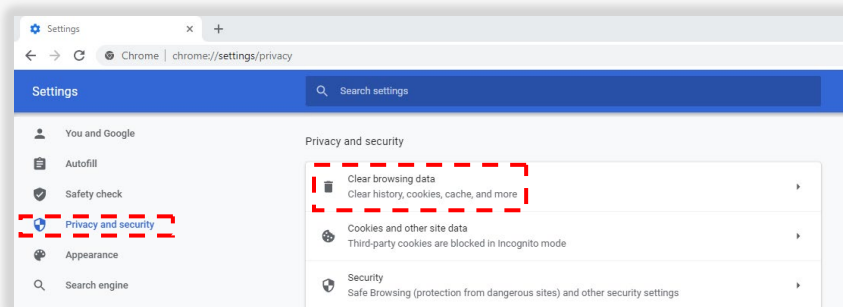 Settings
Chrome | chrome://settings/privacy
Settings
Search settings
You and Google
Autofill
Safety check
Privacy and security
Appearance
Search engine
Privacy and security
Clear browsing data
Clear history, cookies, cache, and more
Cookies and other site data
Third-party cookies are blocked in Incognito mode
Security
Safe Browsing (protection from dangerous sites) and other security settings